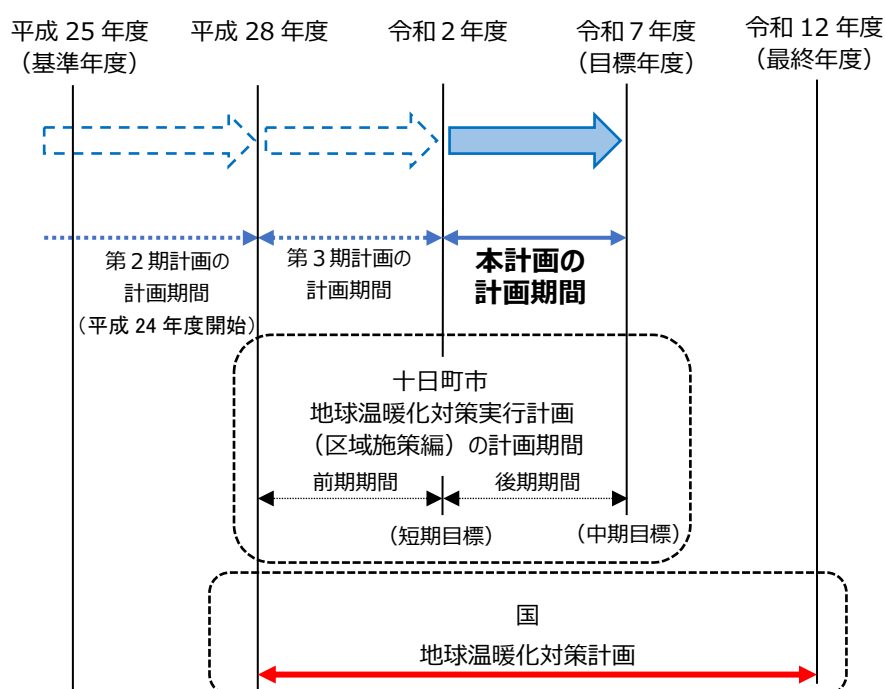 平成 25 年度
（基準年度）
平成 28 年度
令和２年度
令和７年度
（目標年度）
令和 12 年度
（最終年度）
第２期計画の
計画期間
（平成 24 年度開始）
第３期計画の
計画期間
本計画の
計画期間
十日町市
地球温暖化対策実行計画
（区域施策編）の計画期間
前期期間
後期期間
（短期目標）
（中期目標）
国
地球温暖化対策計画